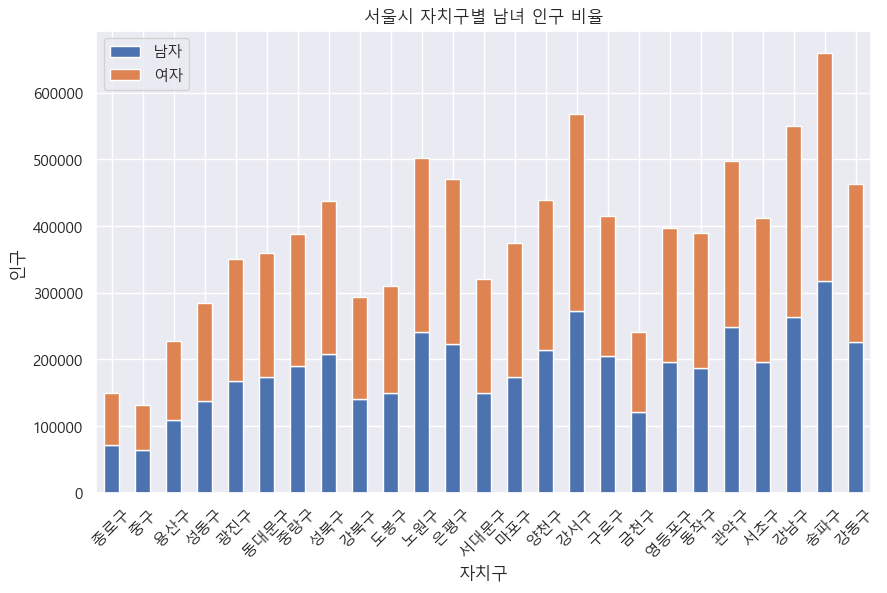 서울시 자치구별 남녀 인구 비율
남자
여자
인구
600000
500000
400000
300000
200000
100000
0
종로구
중구
용산구
성동구
광진구
동대문구
중랑구
성북구
강북구
도봉구
노원구
은평구
서대문구
마포구
양천구
강서구
구로구
금천구
영등포구
동작구
관악구
서초구
강남구
송파구
강동구
자치구